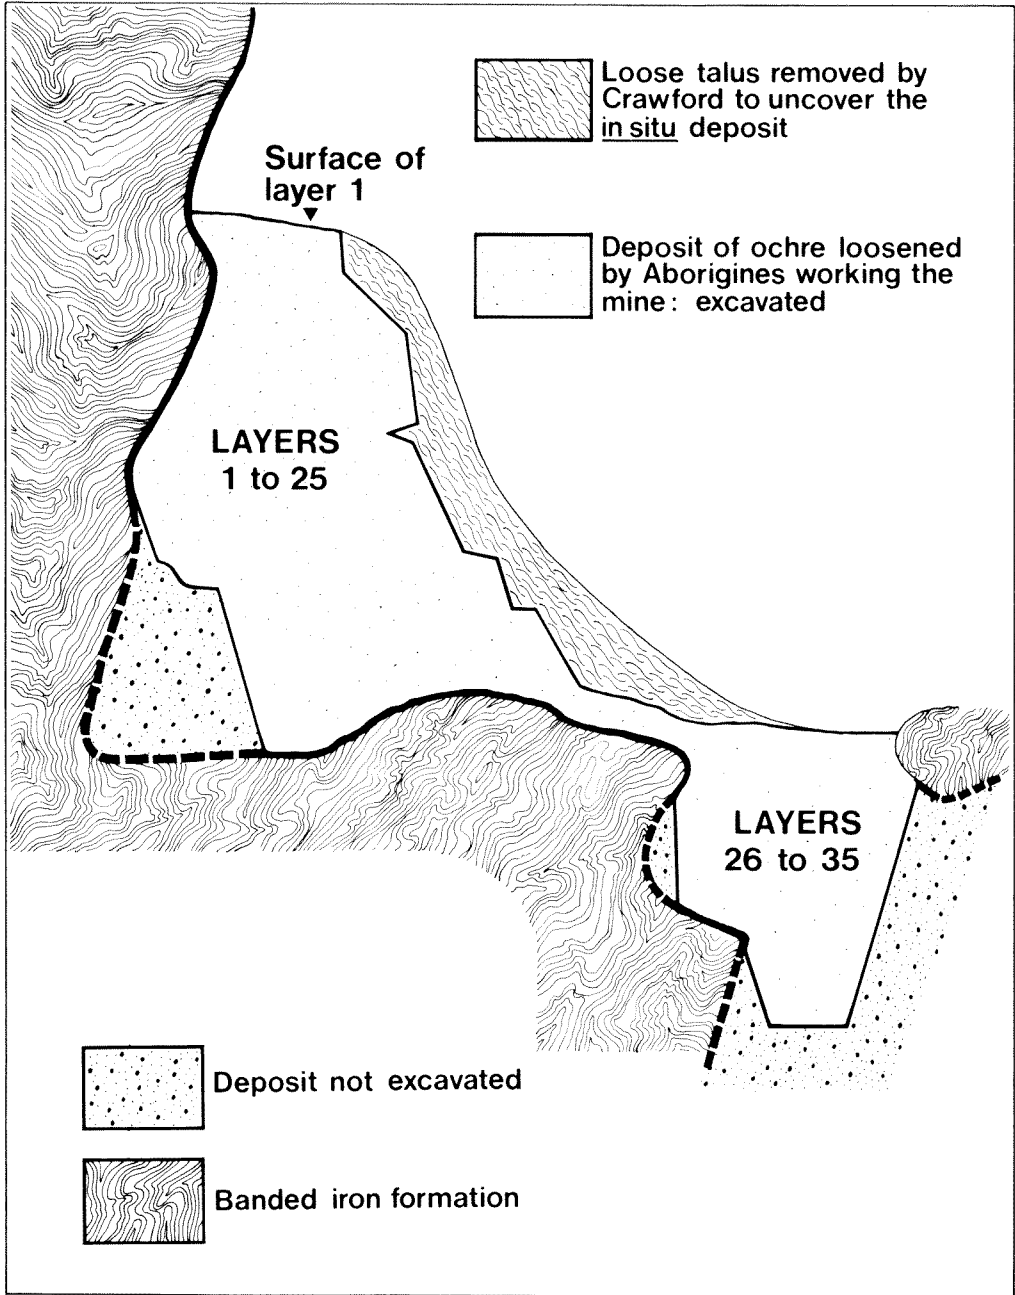 Loose talus removed by
Crawford to uncover the
in situ deposit
Surface of
layer 1
Deposit of ochre loosened
by Aborigines working the
mine: excavated
LAYERS
1 to 25
LAYERS
26 to 35
Deposit not excavated
Banded iron formation